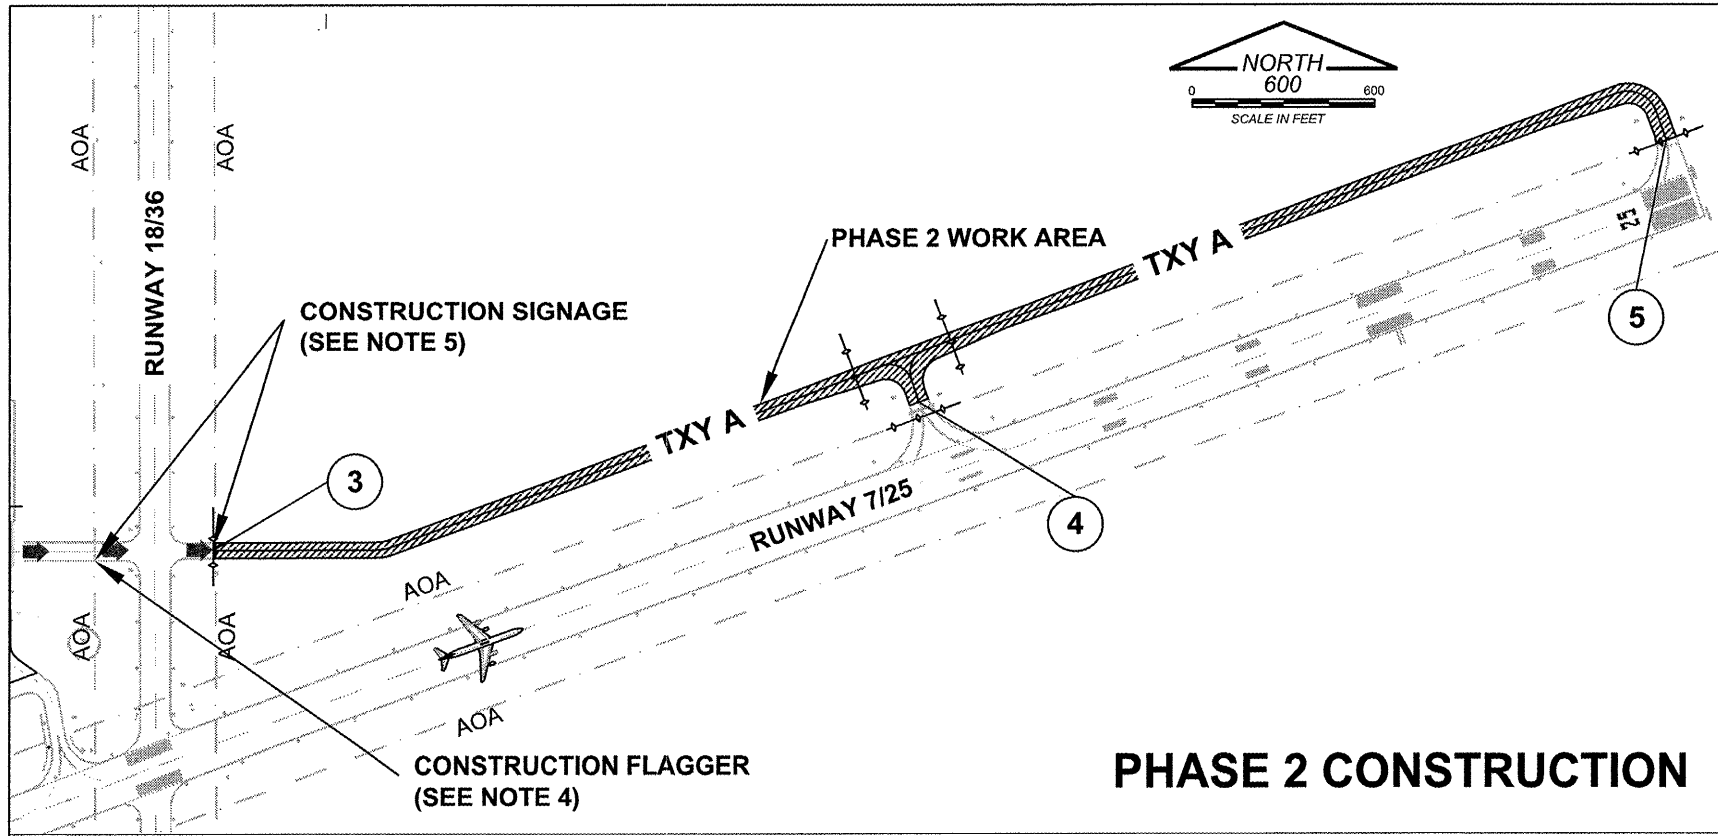 NORTH
600
0 600
SCALE IN FEET
AOA
AOA
RUNWAY 18/36
PHASE 2 WORK AREA
TXY A
25
CONSTRUCTION SIGNAGE
(SEE NOTE 5)
5
TXY A
3
4
RUNWAY 7/25
AOA
AOA
AOA
AOA
CONSTRUCTION FLAGGER
(SEE NOTE 4)
PHASE 2 CONSTRUCTION